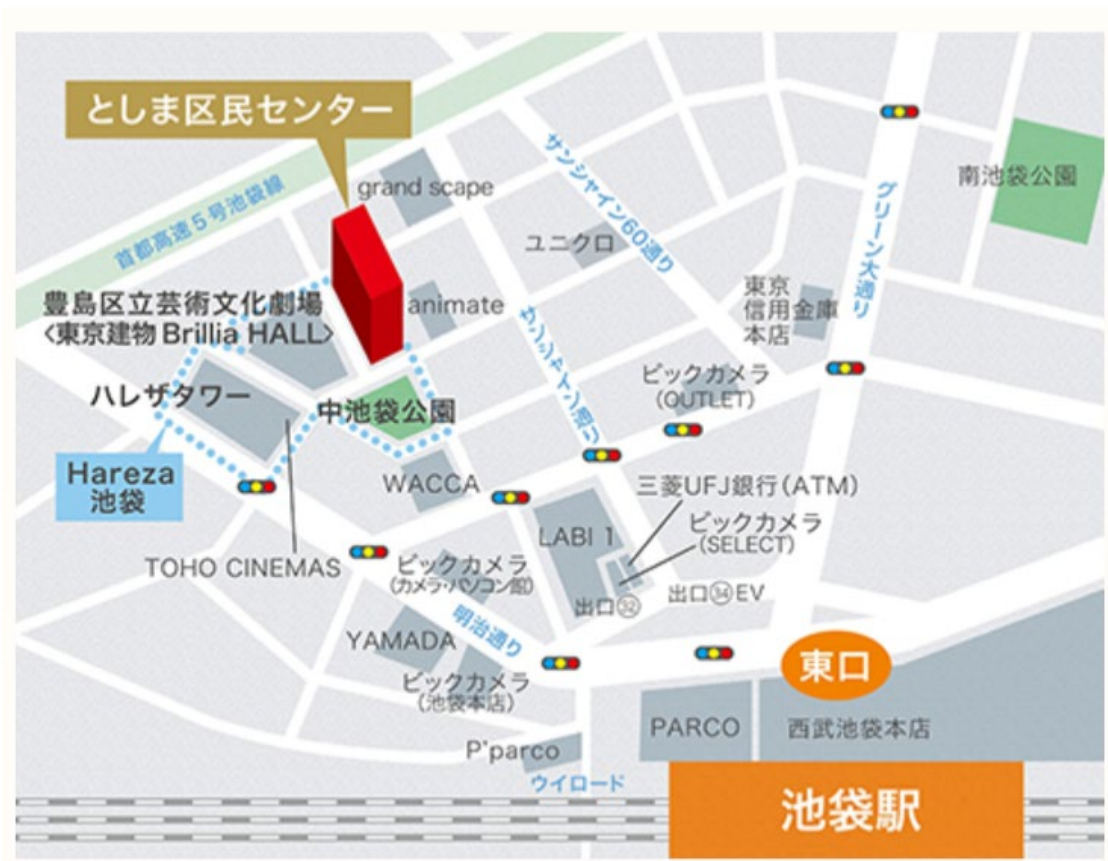 としま区民センター
grand scape
首都高速5号池袋線
サンシャイン60通り
グリーン大通り
南池袋公園
ユニクロ
豊島区立芸術文化劇場
〈東京建物 Brillia HALL〉
animate
東京
信用金庫
本店
サンシャイン通り
ハレザタワー
中池袋公園
ビックカメラ
(OUTLET)
Hareza
池袋
WACCA
三菱UFJ銀行(ATM)
ビックカメラ
(SELECT)
LABI 1
TOHO CINEMAS
ビックカメラ
(カメラ・パソコン館)
出口㉜
出口㉞EV
明治通り
YAMADA
ビックカメラ
(池袋本店)
東口
PARCO
西武池袋本店
P'parco
ウイロード
池袋駅